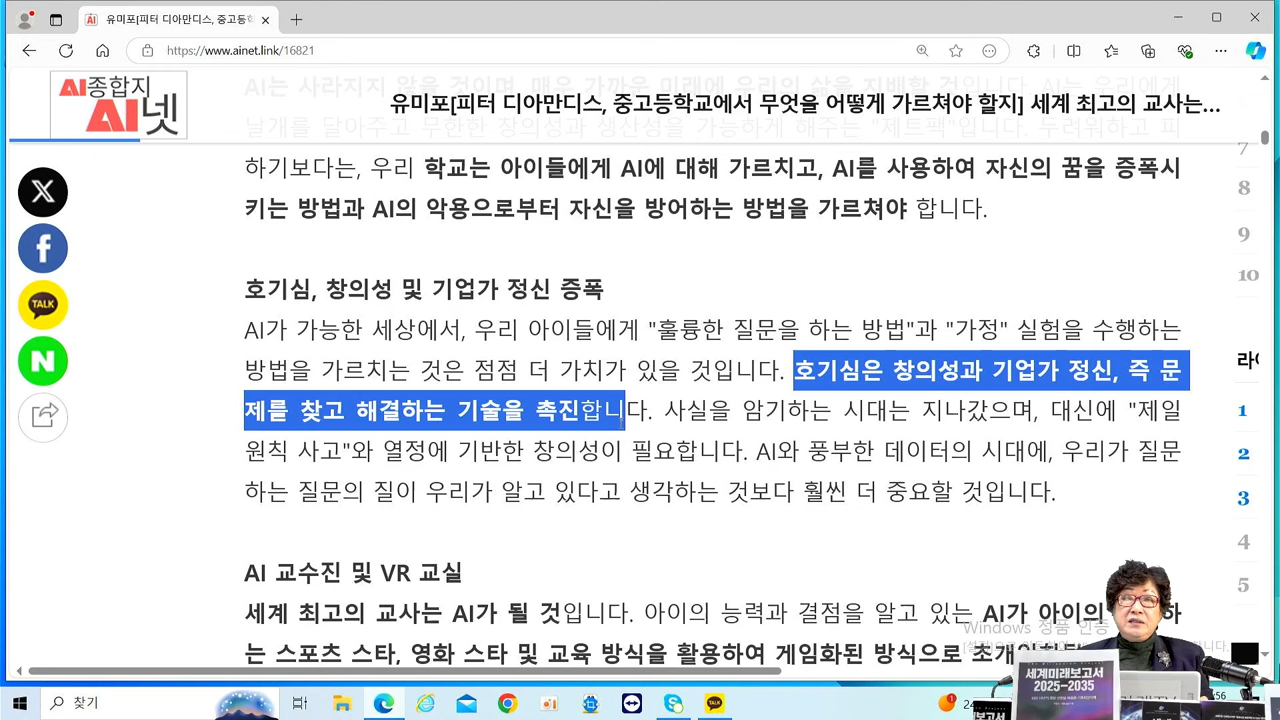 유미포[피터 디아만디스, 중고등학
https://www.ainet.link/16821
AI종합지
AI넷
유미포[피터 디아만디스, 중고등학교에서 무엇을 어떻게 가르쳐야 할지] 세계 최고의 교사는...
AI는 사라지지 않을 것이며, 매우 가까운 미래에 우리의 삶을 지배할 것입니다. AI는 우리에게
날개를 달아주고 무한한 창의성과 생산성을 가능하게 해주는 "제트팩"입니다. 두려워하고 피
하기보다는, 우리 학교는 아이들에게 AI에 대해 가르치고, AI를 사용하여 자신의 꿈을 증폭시
키는 방법과 AI의 악용으로부터 자신을 방어하는 방법을 가르쳐야 합니다.
호기심, 창의성 및 기업가 정신 증폭
AI가 가능한 세상에서, 우리 아이들에게 "훌륭한 질문을 하는 방법"과 "가정" 실험을 수행하는
방법을 가르치는 것은 점점 더 가치가 있을 것입니다. 호기심은 창의성과 기업가 정신, 즉 문
제를 찾고 해결하는 기술을 촉진합니다. 사실을 암기하는 시대는 지나갔으며, 대신에 "제일
원칙 사고"와 열정에 기반한 창의성이 필요합니다. AI와 풍부한 데이터의 시대에, 우리가 질문
하는 질문의 질이 우리가 알고 있다고 생각하는 것보다 훨씬 더 중요할 것입니다.
AI 교수진 및 VR 교실
세계 최고의 교사는 AI가 될 것입니다. 아이의 능력과 결점을 알고 있는 AI가 아이의
는 스포츠 스타, 영화 스타 및 교육 방식을 활용하여 게임화된 방식으로
TALK
N
7
8
9
10
라이
1
2
3
4
5
Windows 정품 인증
세계미래보고서
2025-2035
찾기
TALK